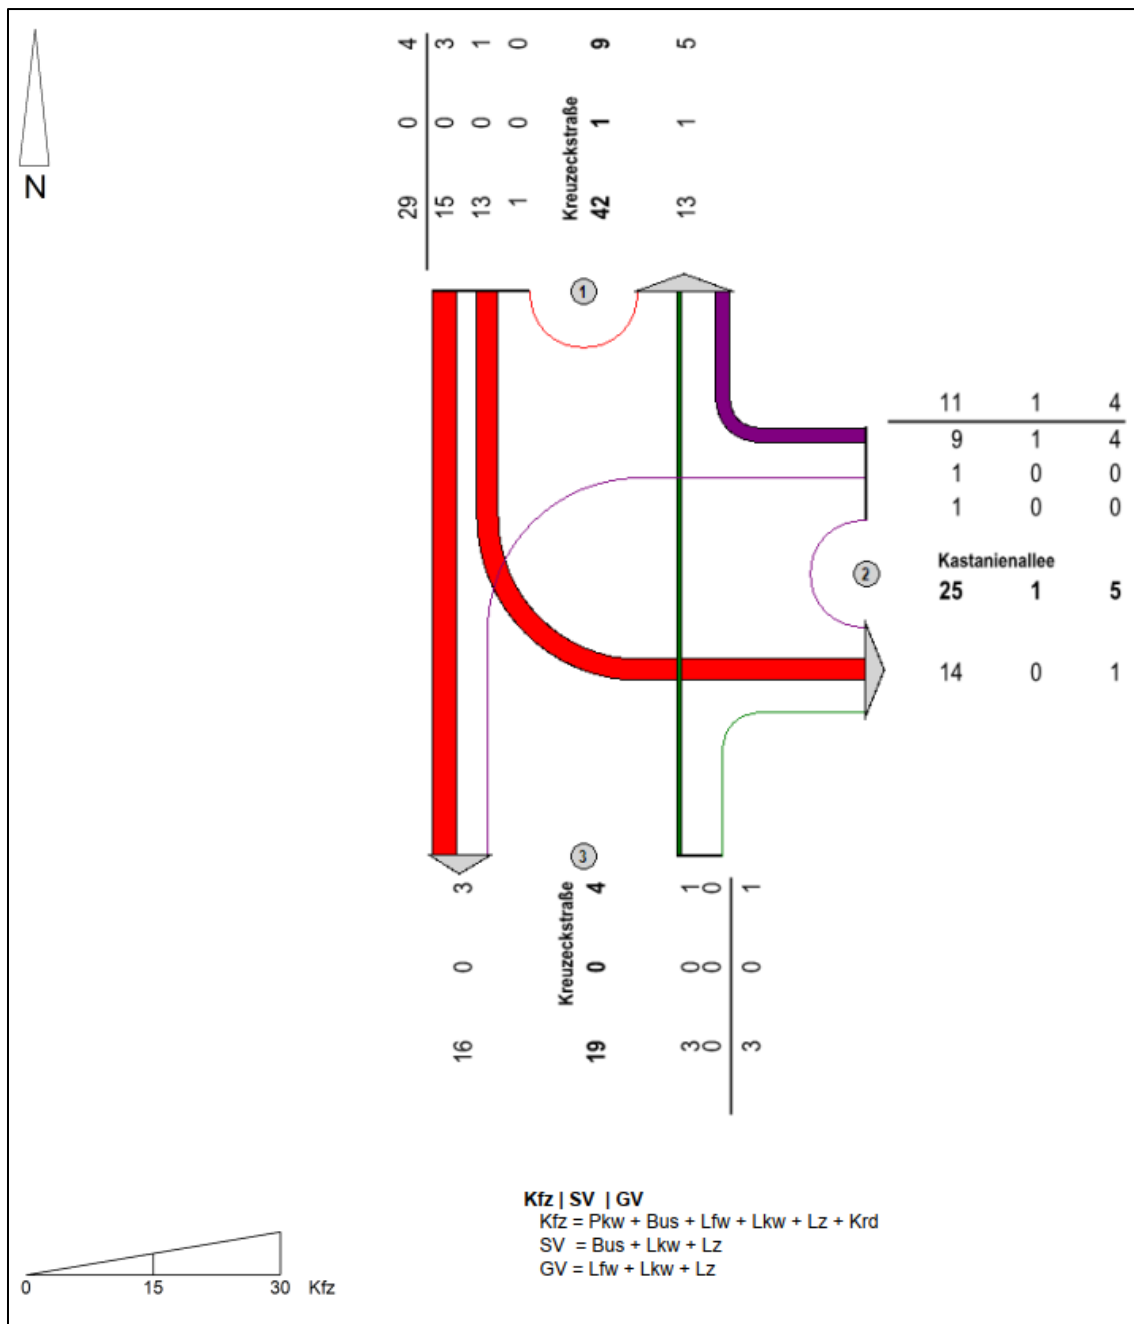 4 3 1 0 9 5
0 0 0 0 1 1
29 15 13 1 Kreuzeckstraße 42 13
N
1
11 1 4
9 1 4
1 0 0
1 0 0
Kastanienallee
2
25 1 5
14 0 1
3
3 4 1 0 1
0 0 0 0 0
Kreuzeckstraße
16 19 3 0 3
Kfz | SV | GV
Kfz = Pkw + Bus + Lfw + Lkw + Lz + Krd
SV = Bus + Lkw + Lz
GV = Lfw + Lkw + Lz
0 15 30 Kfz